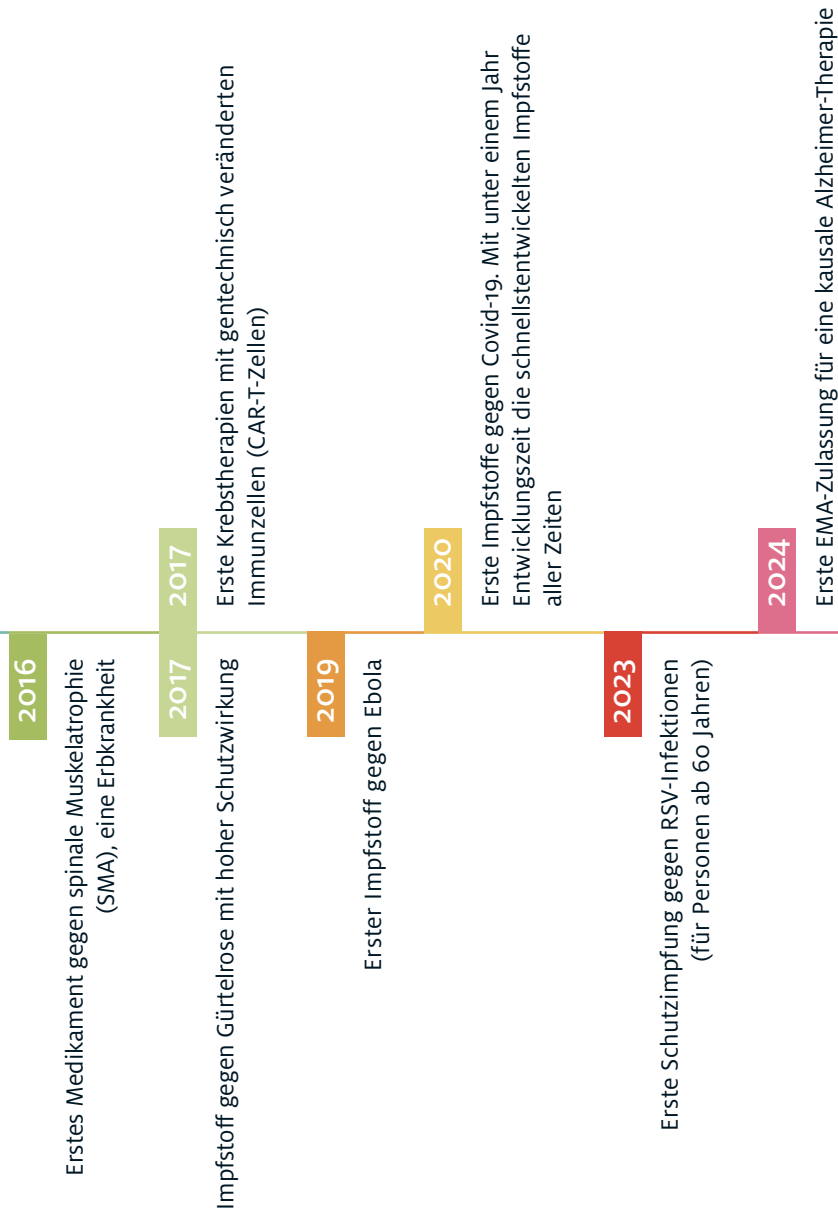 2016
Erstes Medikament gegen spinale Muskelatrophie
(SMA), eine Erbkrankheit
2017
Impfstoff gegen Gürtelrose mit hoher Schutzwirkung
2017
Erste Krebstherapien mit gentechnisch veränderten
Immunzellen (CAR-T-Zellen)
2019
Erster Impfstoff gegen Ebola
2020
Erste Impfstoffe gegen Covid-19. Mit unter einem Jahr
Entwicklungszeit die schnellstentwickelten Impfstoffe
aller Zeiten
2023
Erste Schutzimpfung gegen RSV-Infektionen
(für Personen ab 60 Jahren)
2024
Erste EMA-Zulassung für eine kausale Alzheimer-Therapie